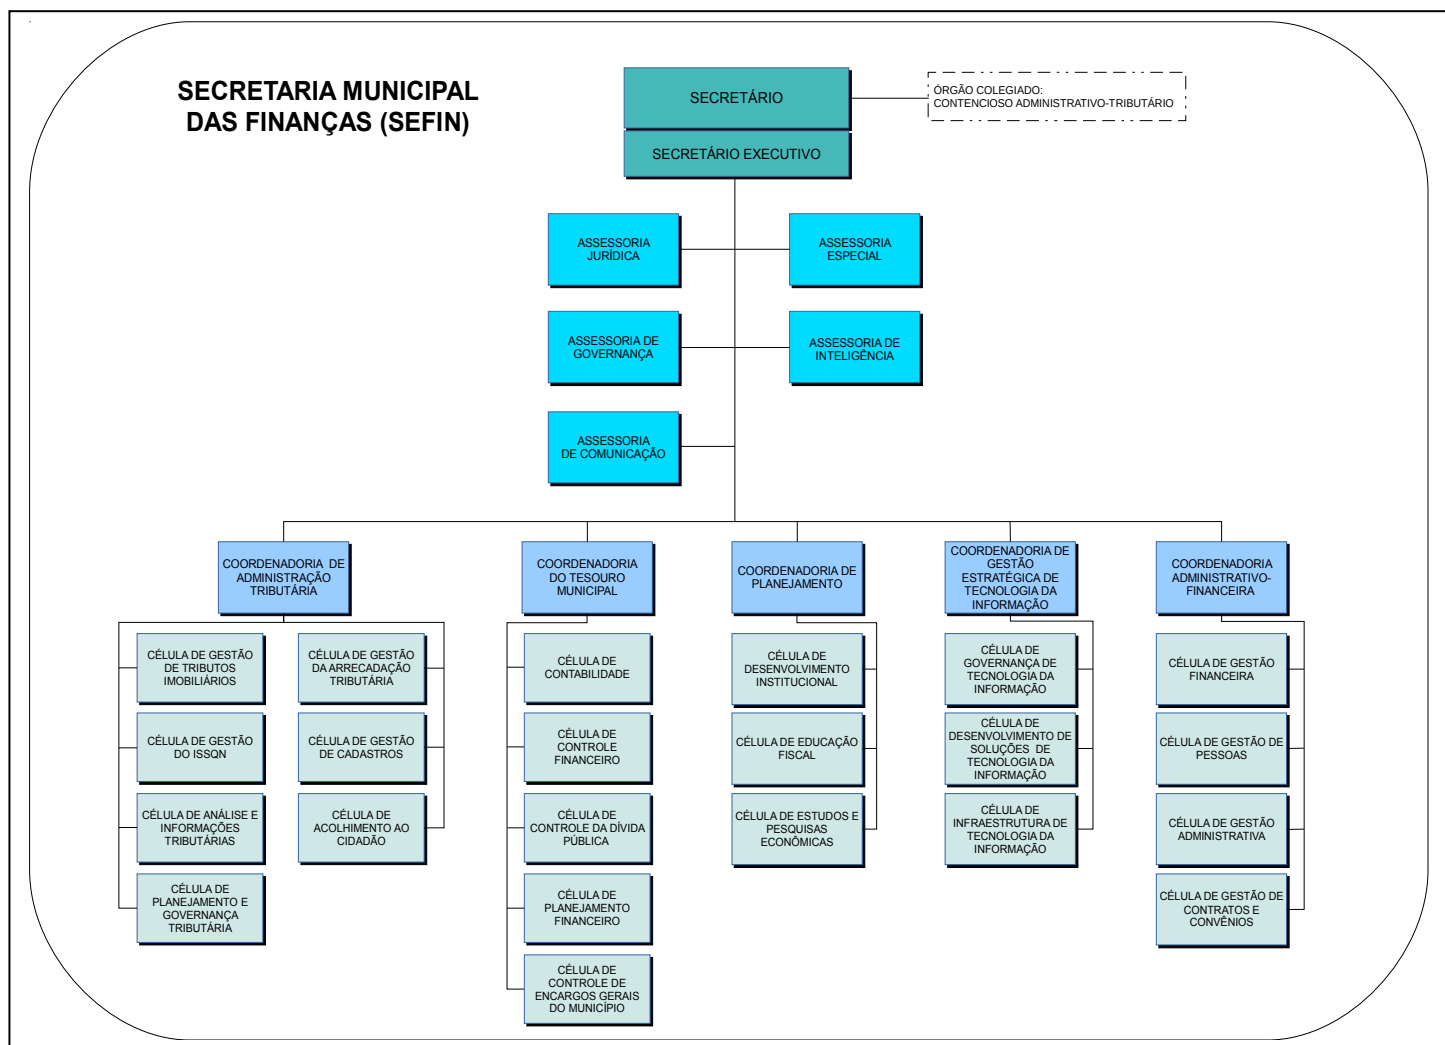 SECRETARIA MUNICIPAL
DAS FINANÇAS (SEFIN)
SECRETÁRIO
SECRETÁRIO EXECUTIVO
ÓRGÃO COLEGIADO:
CONTENCIOSO ADMINISTRATIVO-TRIBUTÁRIO
ASSESSORIA
JURÍDICA
ASSESSORIA
ESPECIAL
ASSESSORIA DE
GOVERNANÇA
ASSESSORIA DE
INTELIGÊNCIA
ASSESSORIA
DE COMUNICAÇÃO
COORDENADORIA DE
ADMINISTRAÇÃO
TRIBUTÁRIA
COORDENADORIA
DO TESOURO
MUNICIPAL
COORDENADORIA DE
PLANEJAMENTO
COORDENADORIA DE
GESTÃO
ESTRATÉGICA DE
TECNOLOGIA DA
INFORMAÇÃO
COORDENADORIA
ADMINISTRATIVO-
FINANCEIRA
CÉLULA DE GESTÃO
DE TRIBUTOS
IMOBILIÁRIOS
CÉLULA DE GESTÃO
DO ISSQN
CÉLULA DE ANÁLISE E
INFORMAÇÕES
TRIBUTÁRIAS
CÉLULA DE
PLANEJAMENTO E
GOVERNANÇA
TRIBUTÁRIA
CÉLULA DE GESTÃO
DA ARRECADAÇÃO
TRIBUTÁRIA
CÉLULA DE GESTÃO
DE CADASTROS
CÉLULA DE
ACOLHIMENTO AO
CIDADÃO
CÉLULA DE
CONTABILIDADE
CÉLULA DE
CONTROLE
FINANCEIRO
CÉLULA DE
CONTROLE DA DÍVIDA
PÚBLICA
CÉLULA DE
PLANEJAMENTO
FINANCEIRO
CÉLULA DE
CONTROLE DE
ENCARGOS GERAIS
DO MUNICÍPIO
CÉLULA DE
DESENVOLVIMENTO
INSTITUCIONAL
CÉLULA DE EDUCAÇÃO
FISCAL
CÉLULA DE ESTUDOS E
PESQUISAS
ECONÔMICAS
CÉLULA DE
GOVERNANÇA DE
TECNOLOGIA DA
INFORMAÇÃO
CÉLULA DE
DESENVOLVIMENTO DE
SOLUÇÕES DE
TECNOLOGIA DA
INFORMAÇÃO
CÉLULA DE
INFRAESTRUTURA DE
TECNOLOGIA DA
INFORMAÇÃO
CÉLULA DE GESTÃO
FINANCEIRA
CÉLULA DE GESTÃO DE
PESSOAS
CÉLULA DE GESTÃO
ADMINISTRATIVA
CÉLULA DE GESTÃO DE
CONTRATOS E
CONVÊNIOS